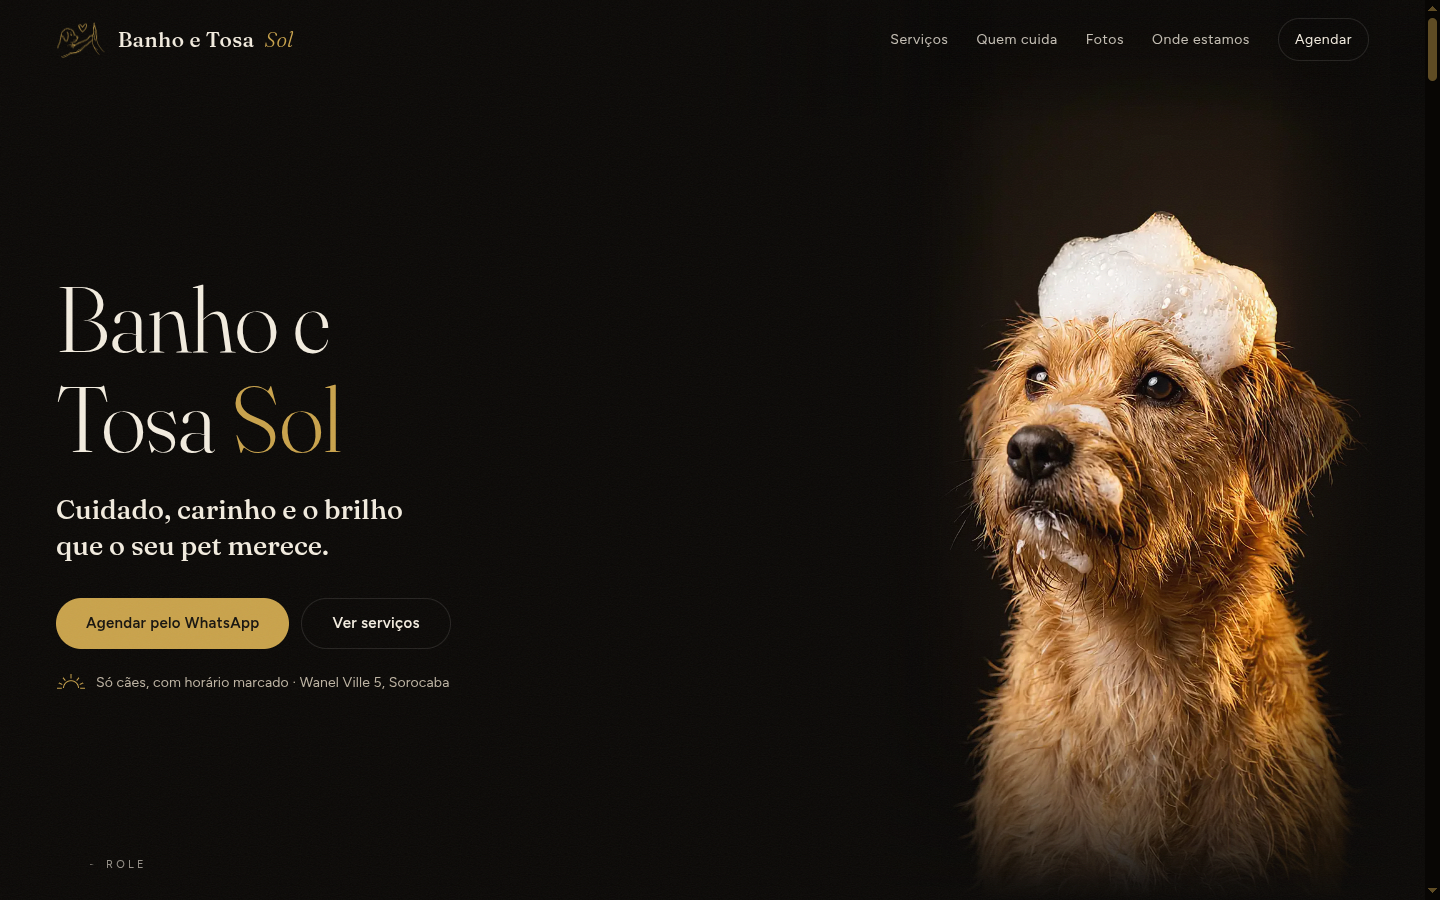 Banho e Tosa Sol
Serviços
Quem cuida
Fotos
Onde estamos
Agendar
Banho e
Tosa Sol
Cuidado, carinho e o brilho
que o seu pet merece.
Agendar pelo WhatsApp
Ver serviços
Só cães, com horário marcado · Wanel Ville 5, Sorocaba
- ROLE